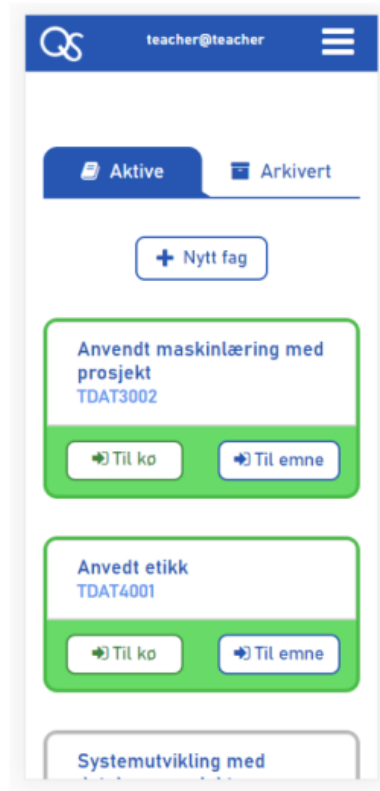 QS
teacher@teacher
Aktive
Arkivert
Nytt fag
Anvendt maskinlæring med
prosjekt
TDAT3002
Til kø
Til emne
Anvedt etikk
TDAT4001
Til kø
Til emne
Systemutvikling med